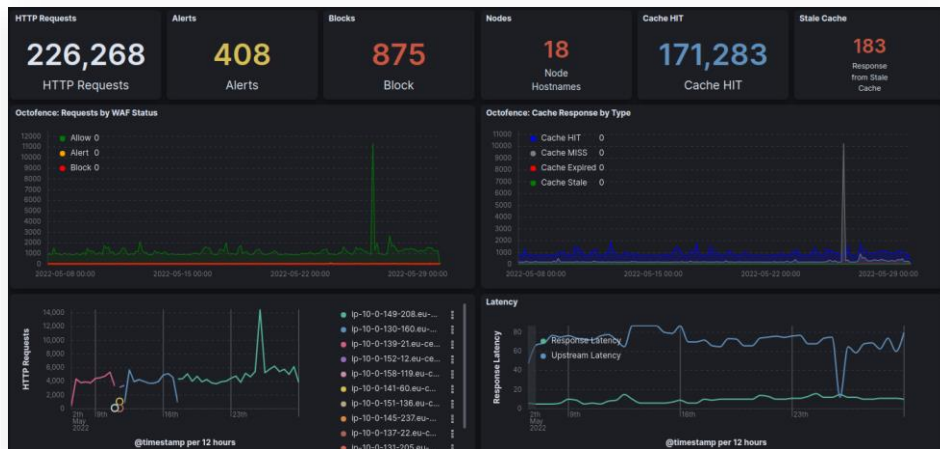 HTTP Requests
226,268
HTTP Requests
Alerts
408
Alerts
Blocks
875
Block
Nodes
18
Node
Hostnames
Cache HIT
171,283
Cache HIT
Stale Cache
183
Response
from Stale
Cache
Octofence: Requests by WAF Status
Allow 0
Alert 0
Block 0
12000
11000
10000
9000
8000
7000
6000
5000
4000
3000
2000
1000
0
2022-05-08 00:00
2022-05-15 00:00
2022-05-22 00:00
2022-05-29 00:00
Octofence: Cache Response by Type
Cache HIT 0
Cache MISS 0
Cache Expired 0
Cache Stale 0
11000
10000
9000
8000
7000
6000
5000
4000
3000
2000
1000
0
2022-05-08 00:00
2022-05-15 00:00
2022-05-22 00:00
2022-05-29 00:00
HTTP Requests
14,000
12,000
10,000
8,000
6,000
4,000
2,000
0
2th
May
2022
9th
16th
23th
@timestamp per 12 hours
ip-10-0-149-208.eu-...
ip-10-0-130-160.eu-...
ip-10-0-139-21.eu-ce...
ip-10-0-152-12-eu-ce...
ip-10-0-158-119.eu-c...
ip-10-0-141-60.eu-c...
ip-10-0-151-136.eu-c...
ip-10-0-145-237.eu-...
ip-10-0-137-22.eu-c...
ip-10-0-131-205.eu-...
Latency
Response Latency
Upstream Latency
Response Latency
80
60
40
20
0
2th
May
2022
9th
16th
23th
@timestamp per 12 hours